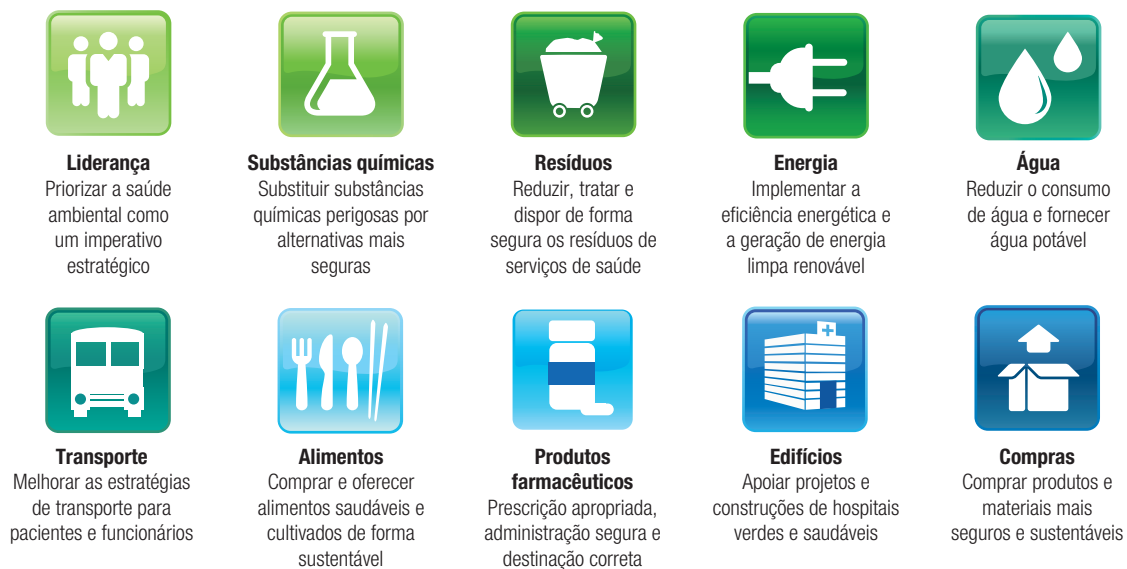 Liderança
Priorizar a saúde
ambiental como
um imperativo
estratégico
Substâncias químicas
Substituir substâncias
químicas perigosas por
alternativas mais
seguras
Resíduos
Reduzir, tratar e
dispor de forma
segura os resíduos de
serviços de saúde
Energia
Implementar a
eficiência energética e
a geração de energia
limpa renovável
Água
Reduzir o consumo
de água e fornecer
água potável
Transporte
Melhorar as estratégias
de transporte para
pacientes e funcionários
Alimentos
Comprar e oferecer
alimentos saudáveis e
cultivados de forma
sustentável
Produtos
farmacêuticos
Prescrição apropriada,
administração segura e
destinação correta
Edifícios
Apoiar projetos e
construções de hospitais
verdes e saudáveis
Compras
Comprar produtos e
materiais mais
seguros e sustentáveis